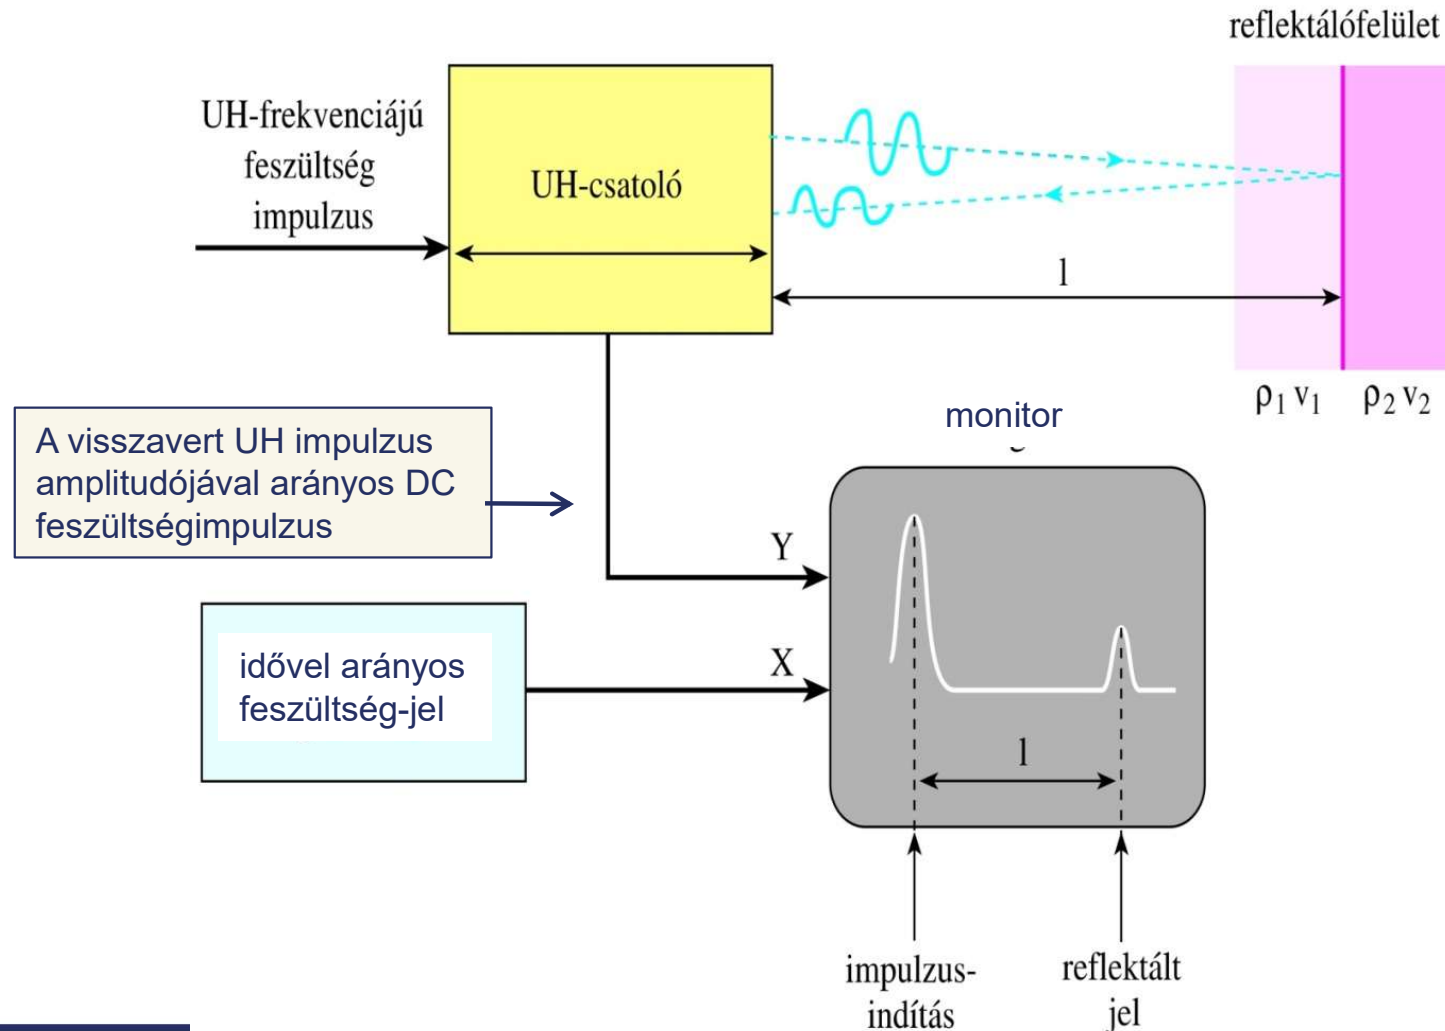 reflektálófelület
UH-frekvenciájú
feszültség
impulzus
UH-csatoló
l
ρ₁ v₁
ρ₂ v₂
A visszavert UH impulzus
amplitudójával arányos DC
feszültségimpulzus
monitor
Y
idővel arányos
feszültség-jel
X
l
impulzus-
indítás
reflektált
jel